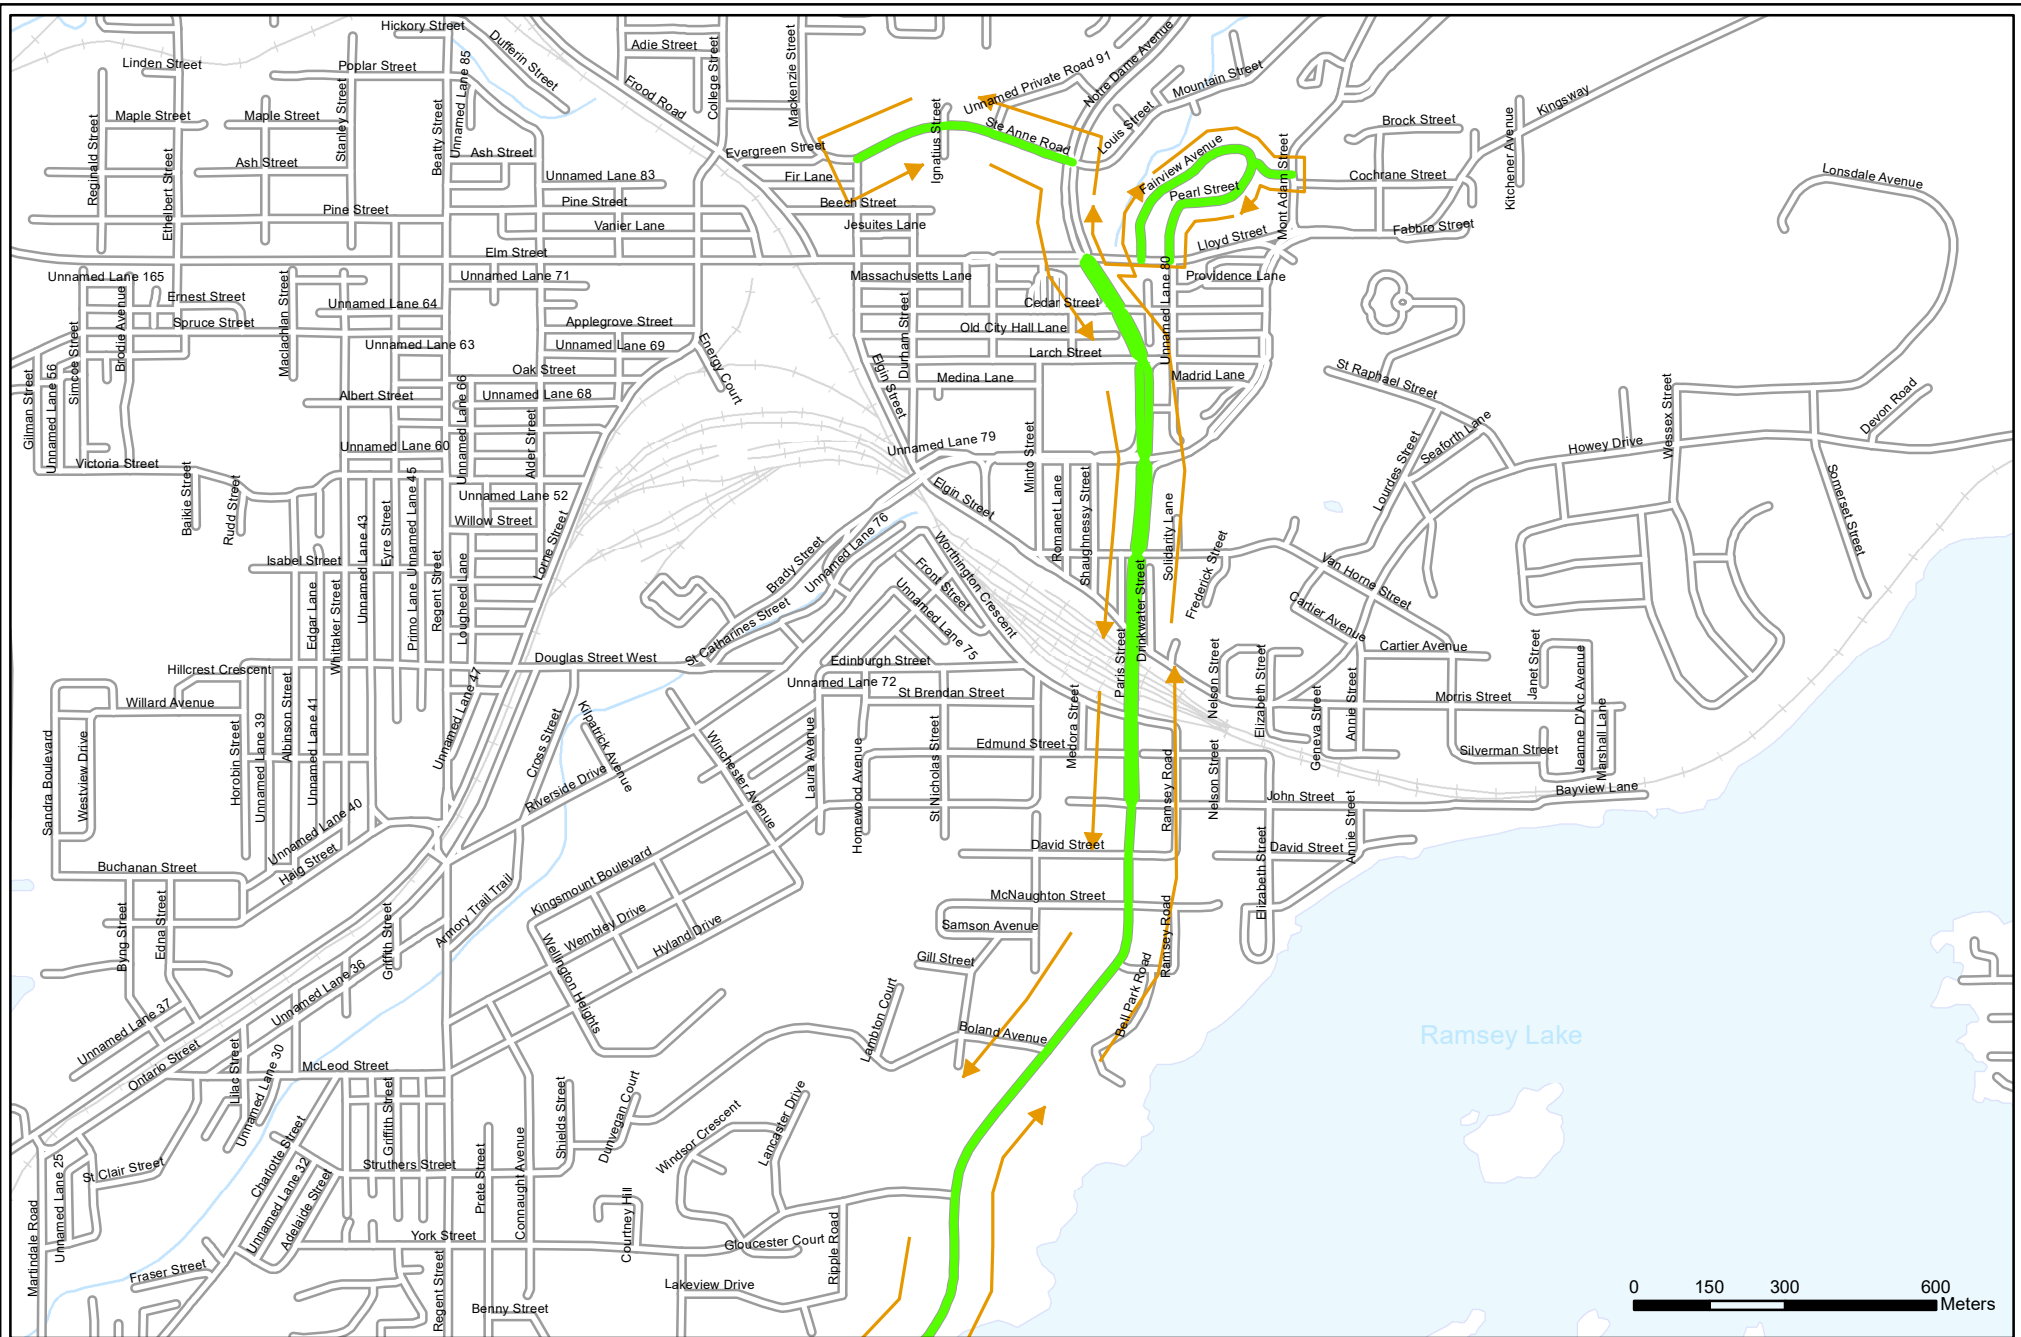 Hickory Street
Dufferin Street
Adie Street
College Street
Mackenzie Street
Notre Dame Avenue
Linden Street
Poplar Street
Unnamed Lane 85
Frood Road
Unnamed Private Road 91
Mountain Street
Kingsway
Maple Street
Maple Street
Stanley Street
Beatty Street
Reginald Street
Ethelbert Street
Ash Street
Ash Street
Evergreen Street
Ignatius Street
Ste Anne Road
Louis Street
Brock Street
Kitchener Avenue
Unnamed Lane 83
Fir Lane
Fairview Avenue
Pearl Street
Mont Adam Street
Cochrane Street
Lonsdale Avenue
Pine Street
Pine Street
Beech Street
Vanier Lane
Jesuites Lane
Lloyd Street
Fabbro Street
Elm Street
Unnamed Lane 165
Unnamed Lane 71
Massachusetts Lane
Unnamed Lane 80
Providence Lane
Ernest Street
Maclachlan Street
Unnamed Lane 64
Cedar Street
Brodie Avenue
Spruce Street
Applegrove Street
Durham Street
Old City Hall Lane
Simcoe Street
Unnamed Lane 63
Unnamed Lane 69
Energy Court
Larch Street
Gilman Street
Unnamed Lane 56
Oak Street
Elgin Street
Medina Lane
Madrid Lane
St Raphael Street
Albert Street
Unnamed Lane 66
Unnamed Lane 68
Wessex Street
Devon Road
Unnamed Lane 60
Alder Street
Unnamed Lane 79
Minto Street
Lourdes Street
Seaforth Lane
Howey Drive
Victoria Street
Baikie Street
Rudd Street
Unnamed Lane 45
Unnamed Lane 52
Elgin Street
Romanet Lane
Shaughnessy Street
Solidarity Lane
Somerset Street
Unnamed Lane 43
Eyre Street
Willow Street
Lorne Street
Brady Street
Unnamed Lane 76
Worthington Crescent
Drinkwater Street
Frederick Street
Van Horne Street
Isabel Street
Edgar Lane
Whittaker Street
Primo Lane
Regent Street
Lougheed Lane
St Catharines Street
Front Street
Unnamed Lane 75
Paris Street
Cartier Avenue
Cartier Avenue
Hillcrest Crescent
Douglas Street West
Edinburgh Street
Nelson Street
Elizabeth Street
Janet Street
Jeanne D'Arc Avenue
Unnamed Lane 72
St Brendan Street
Medora Street
Geneva Street
Annie Street
Morris Street
Marshall Lane
Willard Avenue
Albinson Street
Unnamed Lane 41
Unnamed Lane 47
Cross Street
Kilpatrick Avenue
Winchester Avenue
Laura Avenue
Homewood Avenue
St Nicholas Street
Edmund Street
Ramsey Road
Nelson Street
Silverman Street
Sandra Boulevard
Westview Drive
Horobin Street
Unnamed Lane 39
Riverside Drive
John Street
Bayview Lane
Unnamed Lane 40
Haig Street
David Street
David Street
Annie Street
Buchanan Street
Kingsmount Boulevard
McNaughton Street
Elizabeth Street
Byng Street
Edna Street
Griffith Street
Armory Trail Trail
Wembley Drive
Hyland Drive
Samson Avenue
Ramsey Road
Wellington Heights
Gill Street
Bell Park Road
Unnamed Lane 37
Unnamed Lane 36
Lambton Court
Boland Avenue
Ramsey Lake
Ontario Street
Lilac Street
Unnamed Lane 30
McLeod Street
Griffith Street
Shields Street
Dunvegan Court
Windsor Crescent
Lancaster Drive
Martindale Road
Unnamed Lane 25
St Clair Street
Charlotte Street
Unnamed Lane 32
Adelaide Street
Struthers Street
Prete Street
Connaught Avenue
Courtney Hill
York Street
Gloucester Court
Ripple Road
Fraser Street
Regent Street
Benny Street
Lakeview Drive
0 150 300 600
Meters